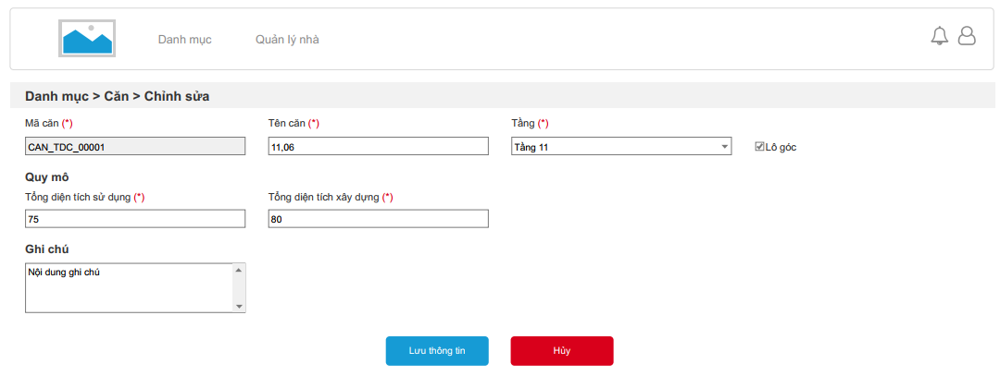 Danh mục Quản lý nhà
Danh mục > Căn > Chỉnh sửa
Mã căn (*) Tên căn (*) Tầng (*)
CAN_TDC_00001 11,06 Tầng 11 Lô góc
Quy mô
Tổng diện tích sử dụng (*) Tổng diện tích xây dựng (*)
75 80
Ghi chú
Nội dung ghi chú
Lưu thông tin Hủy